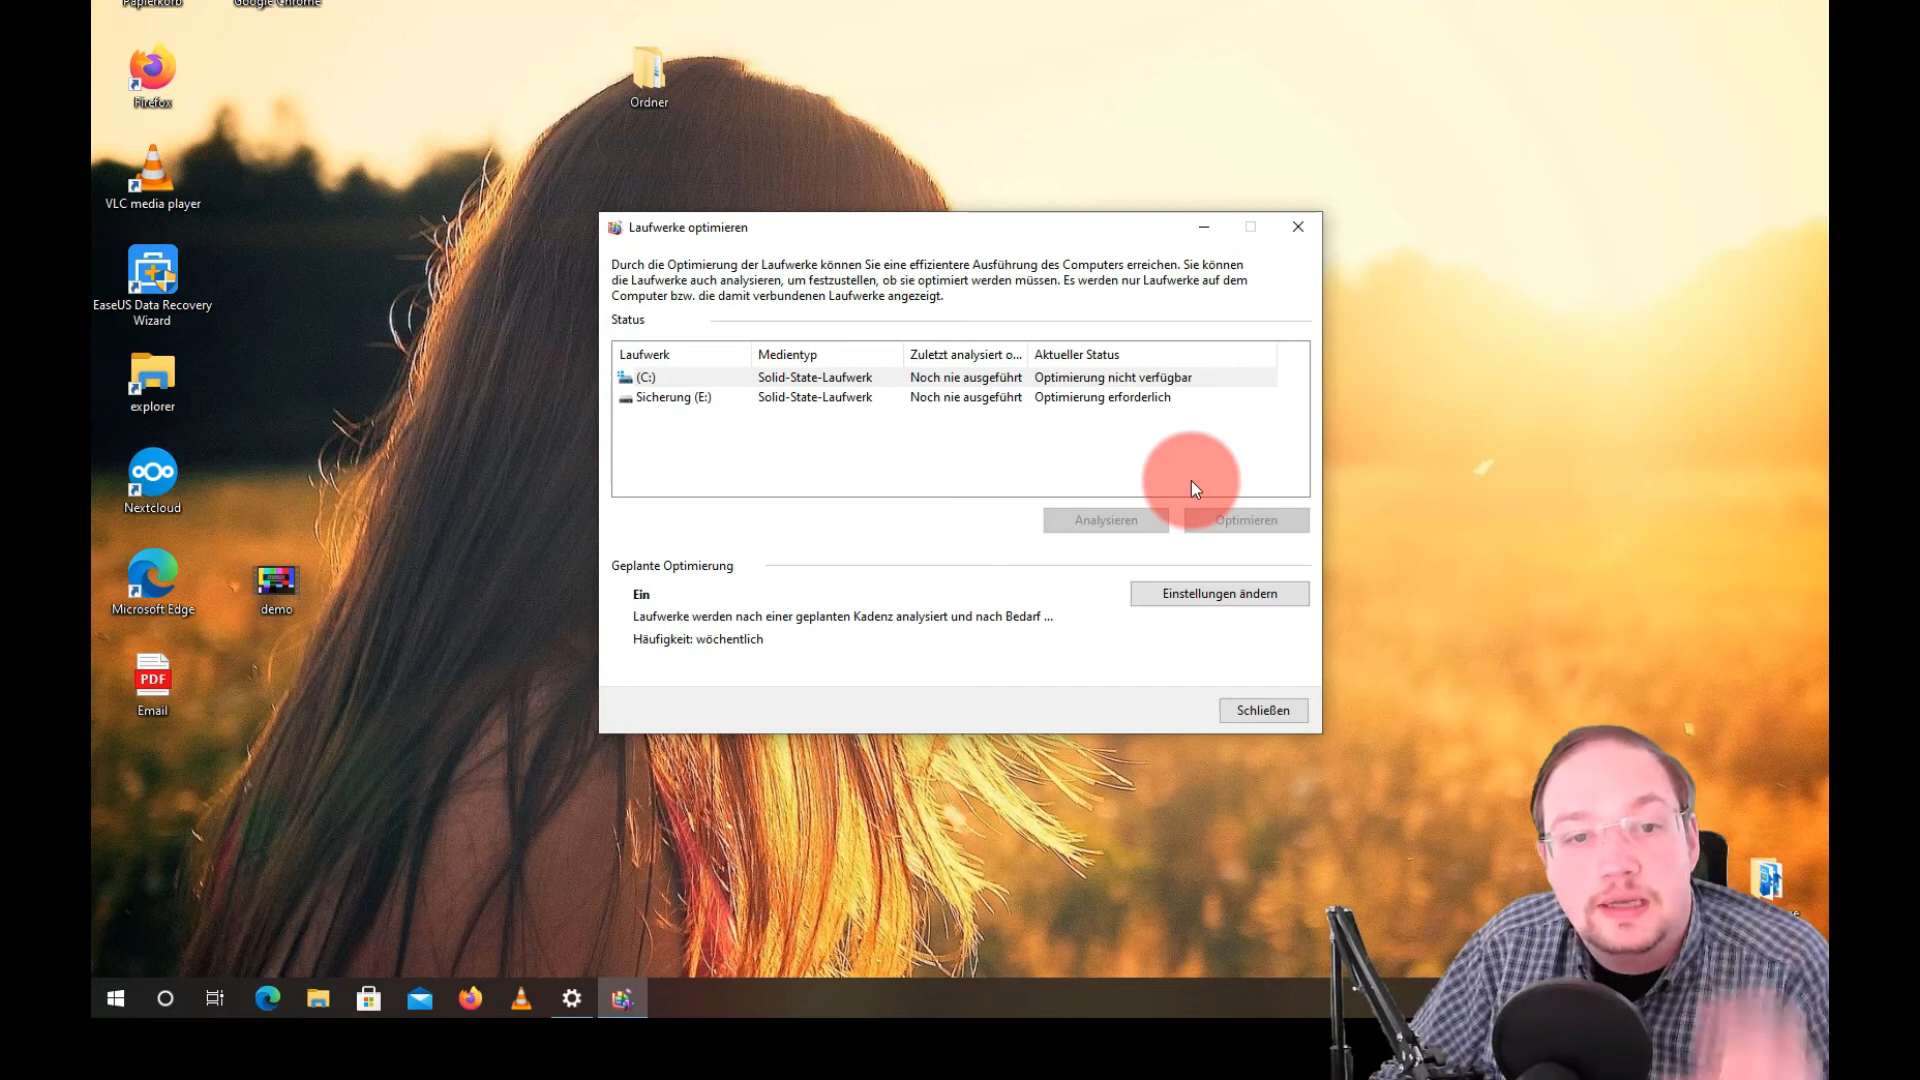 Papierkorb
Google Chrome
Firefox
Ordner
VLC media player
EaseUS Data Recovery
Wizard
explorer
Nextcloud
Microsoft Edge
demo
PDF
Email
Laufwerke optimieren
Durch die Optimierung der Laufwerke können Sie eine effizientere Ausführung des Computers erreichen. Sie können
die Laufwerke auch analysieren, um festzustellen, ob sie optimiert werden müssen. Es werden nur Laufwerke auf dem
Computer bzw. die damit verbundenen Laufwerke angezeigt.
Status
Laufwerk Medientyp Zuletzt analysiert o... Aktueller Status
(C:) Solid-State-Laufwerk Noch nie ausgeführt Optimierung nicht verfügbar
Sicherung (E:) Solid-State-Laufwerk Noch nie ausgeführt Optimierung erforderlich
Analysieren Optimieren
Geplante Optimierung
Ein
Einstellungen ändern
Laufwerke werden nach einer geplanten Kadenz analysiert und nach Bedarf ...
Häufigkeit: wöchentlich
Schließen